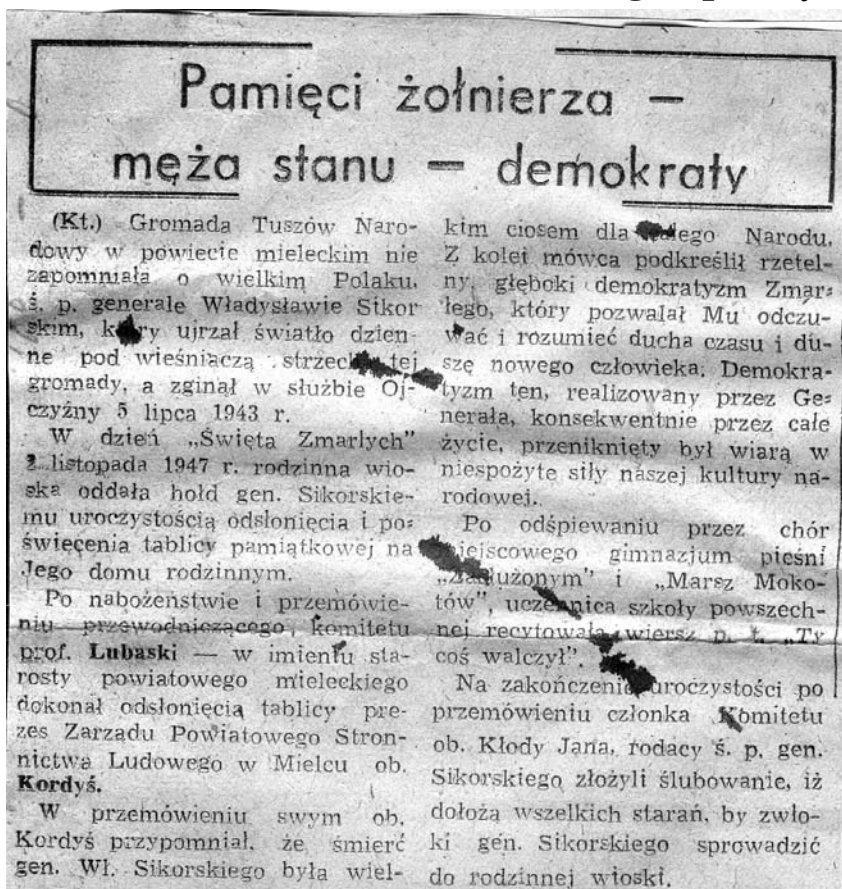 Pamięci żołnierza —
męża stanu — demokraty
(Kt.) Gromada Tuszów Naro-
dowy w powiecie mieleckim nie
zapomniała o wielkim Polaku,
ś. p. generale Władysławie Sikor-
skim, który ujrzał światło dzien-
ne pod wieśniaczą strzechą tej
gromady, a zginął w służbie Oj-
czyźny 5 lipca 1943 r.
W dzień „Święta Zmarłych”
2 listopada 1947 r. rodzinna wio-
ska oddała hołd gen. Sikorskie-
mu uroczystością odsłonięcia i po-
święcenia tablicy pamiątkowej na
Jego domu rodzinnym.
Po nabożeństwie i przemówie-
niu przewodniczącego komitetu
prof. Lubaski — w imieniu sta-
rosty powiatowego mieleckiego
dokonał odsłonięcia tablicy pre-
zes Zarządu Powiatowego Stron-
nictwa Ludowego w Mielcu ob.
Kordyś.
W przemówieniu swym ob.
Kordyś przypomniał, że śmierć
gen. Wł. Sikorskiego była wiel-
kim ciosem dla całego Narodu.
Z kolei mówca podkreślił rzetel-
ny, głęboki demokratyzm Zmar-
łego, który pozwalał Mu odczu-
wać i rozumieć ducha czasu i du-
szę nowego człowieka. Demokra-
tyzm ten, realizowany przez Ge-
nerała, konsekwentnie przez całe
życie, przeniknięty był wiarą w
niespożyte siły naszej kultury na-
rodowej.
Po odśpiewaniu przez chór
miejscowego gimnazjum pieśni
„Zadłużonym” i „Marsz Moko-
tów”, uczennica szkoły powszech-
nej recytowała wiersz p. t. „Ty
coś walczył”.
Na zakończenie uroczystości po
przemówieniu członka Komitetu
ob. Kłody Jana, rodacy ś. p. gen.
Sikorskiego złożyli ślubowanie, iż
dołożą wszelkich starań, by zwło-
ki gen. Sikorskiego sprowadzić
do rodzinnej wioski.